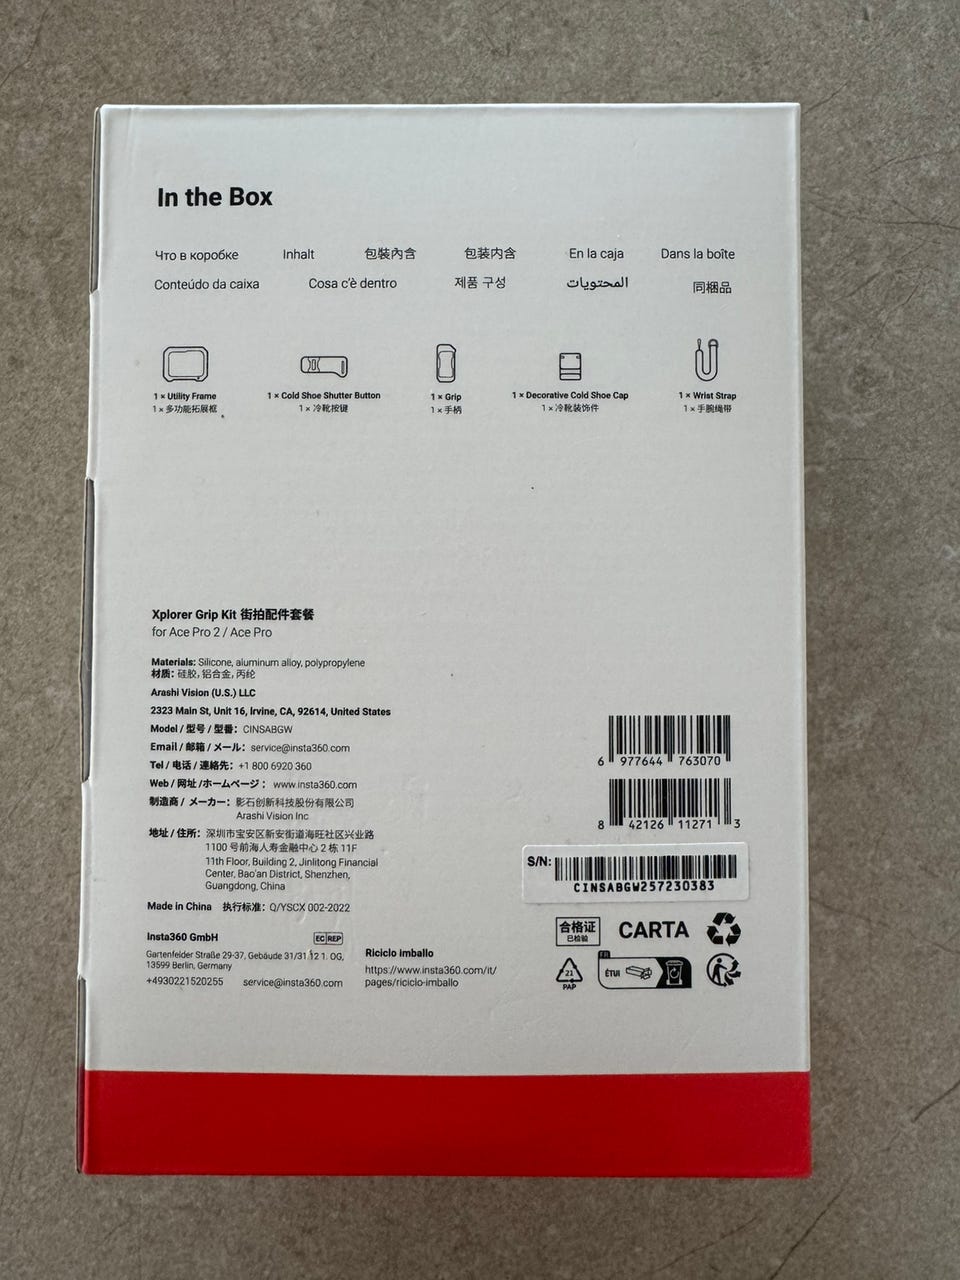 In the Box
Что в коробке Inhalt 包裝內含 包装内含 En la caja Dans la boîte
Conteúdo da caixa Cosa c'è dentro 제품 구성 المحتويات 同梱品
1 × Utility Frame 1 × Cold Shoe Shutter Button 1 × Grip 1 × Decorative Cold Shoe Cap 1 × Wrist Strap
1 × 多功能拓展框 1 × 冷靴按键 1 × 手柄 1 × 冷靴装饰件 1 × 手腕绳带
Xplorer Grip Kit 街拍配件套餐
for Ace Pro 2 / Ace Pro
Materials: Silicone, aluminum alloy, polypropylene
材质: 硅胶, 铝合金, 丙纶
Arashi Vision (U.S.) LLC
2323 Main St, Unit 16, Irvine, CA, 92614, United States
Model / 型号 / 型番: CINSABGW
Email / 邮箱 / メール: service@insta360.com
Tel / 电话 / 連絡先: +1 800 6920 360
Web / 网址 /ホームページ: www.insta360.com
制造商 / メーカー: 影石创新科技股份有限公司
Arashi Vision Inc
地址 / 住所: 深圳市宝安区新安街道海旺社区兴业路
1100 号前海人寿金融中心 2 栋 11F
11th Floor, Building 2, Jinlitong Financial
Center, Bao'an District, Shenzhen,
Guangdong, China
Made in China 执行标准: Q/YSCX 002-2022
Insta360 GmbH EC REP
Gartenfelder Straße 29-37, Gebäude 31/31.12 1. OG,
13599 Berlin, Germany
+4930221520255 service@insta360.com
Riciclo imballo
https://www.insta360.com/it/
pages/riciclo-imballo
6 977644 763070
8 42126 11271 3
S/N:
CINSABGW257230383
合格证
已检验
CARTA
21
PAP
FR
ÉTUI